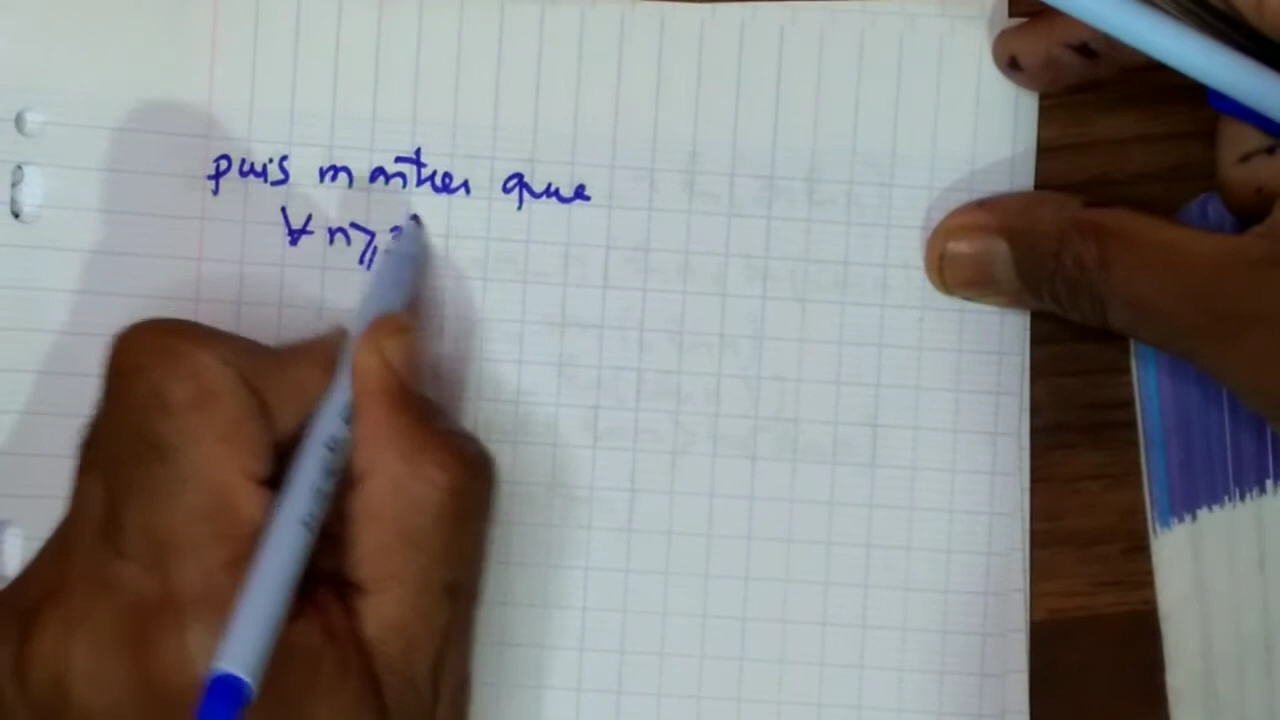 puis montrer que
∀ n ≥